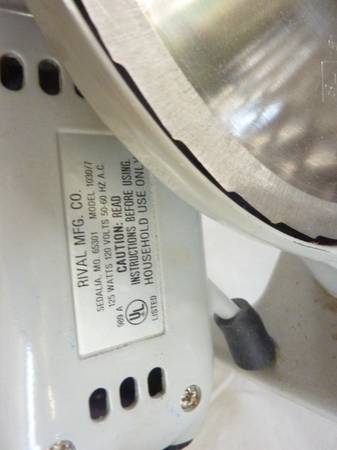 RIVAL MFG. CO.
SEDALIA, MO. 65301 MODEL 1030/7
125 WATTS 120 VOLTS 50-60 HZ A.C.
CAUTION: READ
INSTRUCTIONS BEFORE USING.
HOUSEHOLD USE ONLY
989 A
UL
LISTED